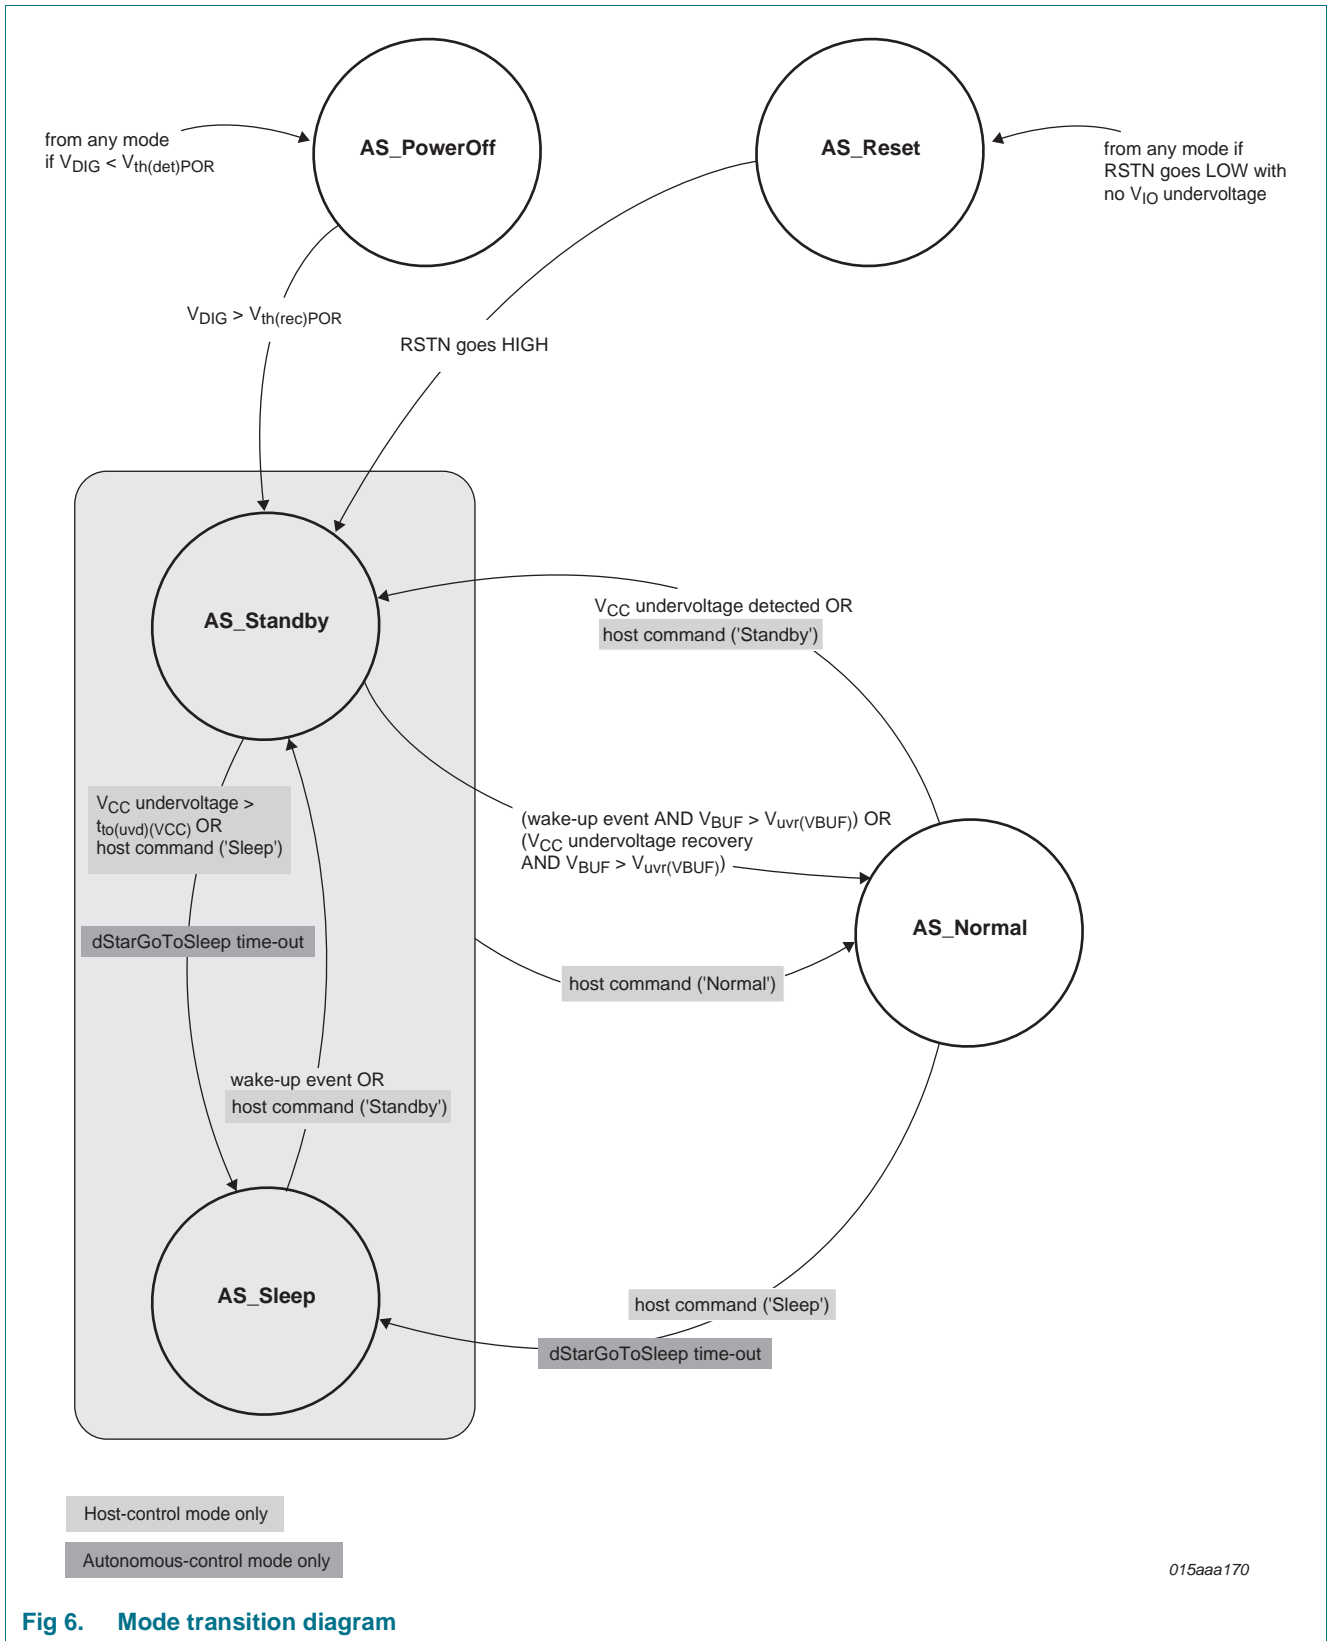 AS_PowerOff
AS_Reset
from any mode
if VDIG < Vth(det)POR
from any mode if
RSTN goes LOW with
no VIO undervoltage
VDIG > Vth(rec)POR
RSTN goes HIGH
AS_Standby
VCC undervoltage detected OR
host command ('Standby')
VCC undervoltage >
tto(uvd)(VCC) OR
host command ('Sleep')
(wake-up event AND VBUF > Vuvr(VBUF)) OR
(VCC undervoltage recovery
AND VBUF > Vuvr(VBUF))
AS_Normal
dStarGoToSleep time-out
host command ('Normal')
wake-up event OR
host command ('Standby')
AS_Sleep
host command ('Sleep')
dStarGoToSleep time-out
Host-control mode only
Autonomous-control mode only
015aaa170
Fig 6. Mode transition diagram